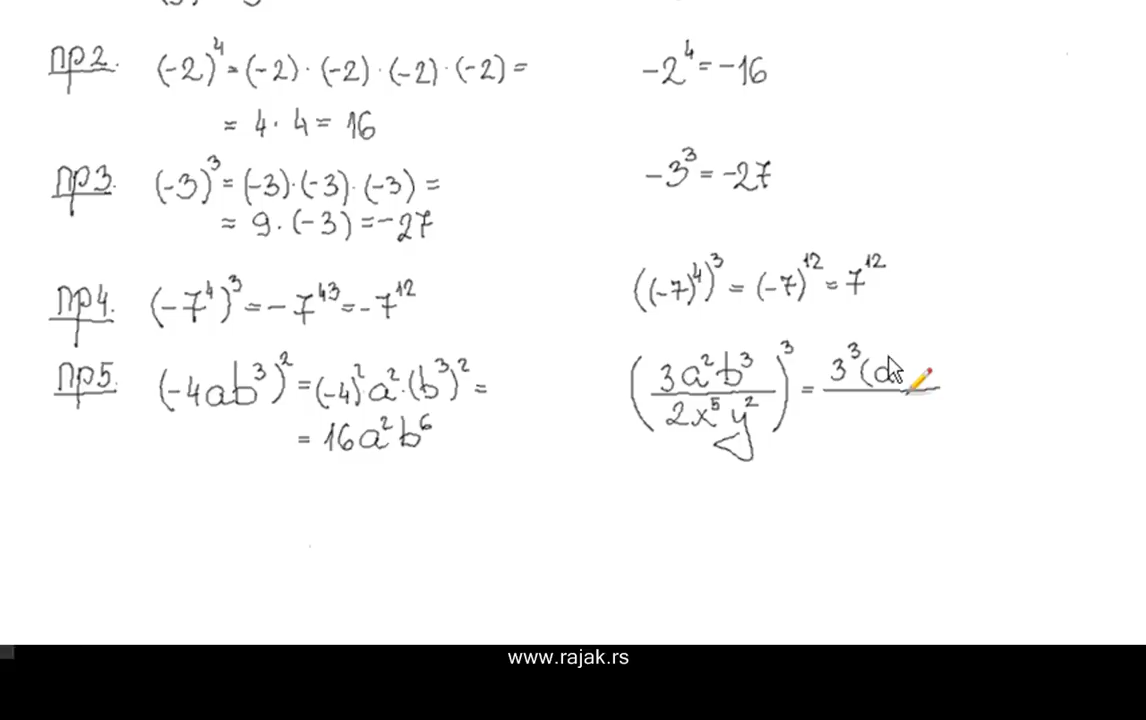 Пр2. (-2)⁴ = (-2) · (-2) · (-2) · (-2) =
= 4 · 4 = 16
-2⁴ = -16
Пр3. (-3)³ = (-3) · (-3) · (-3) =
= 9 · (-3) = -27
-3³ = -27
Пр4. (-7⁴)³ = -7⁴³ = -7¹²
((-7)⁴)³ = (-7)¹² = 7¹²
Пр5. (-4ab³)² = (-4)² a² · (b³)² =
= 16a²b⁶
(3a²b³ / 2x⁵y²)³ = 3³(a
www.rajak.rs